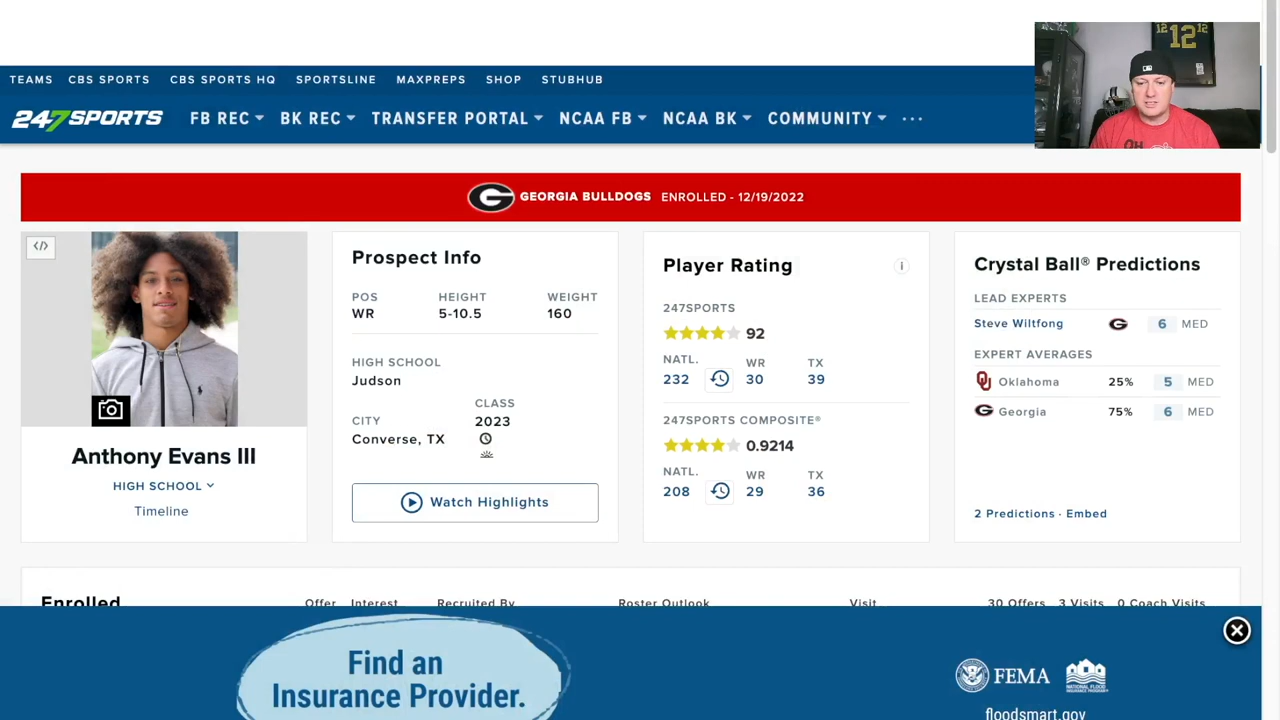 12 12 12
TEAMS CBS SPORTS CBS SPORTS HQ SPORTSLINE MAXPREPS SHOP STUBHUB
247SPORTS FB REC BK REC TRANSFER PORTAL NCAA FB NCAA BK COMMUNITY ...
OH
G GEORGIA BULLDOGS ENROLLED - 12/19/2022
</>
Anthony Evans III
HIGH SCHOOL
Timeline
Prospect Info
POS HEIGHT WEIGHT
WR 5-10.5 160
HIGH SCHOOL
Judson
CITY CLASS
Converse, TX 2023
Watch Highlights
Player Rating i
247SPORTS
92
NATL. WR TX
232 30 39
247SPORTS COMPOSITE®
0.9214
NATL. WR TX
208 29 36
Crystal Ball® Predictions
LEAD EXPERTS
Steve Wiltfong G 6 MED
EXPERT AVERAGES
OU Oklahoma 25% 5 MED
G Georgia 75% 6 MED
2 Predictions · Embed
Enrolled Offer Interest Recruited By Roster Outlook Visit 30 Offers 3 Visits 0 Coach Visits
Find an
Insurance Provider.
FEMA
floodsmart.gov